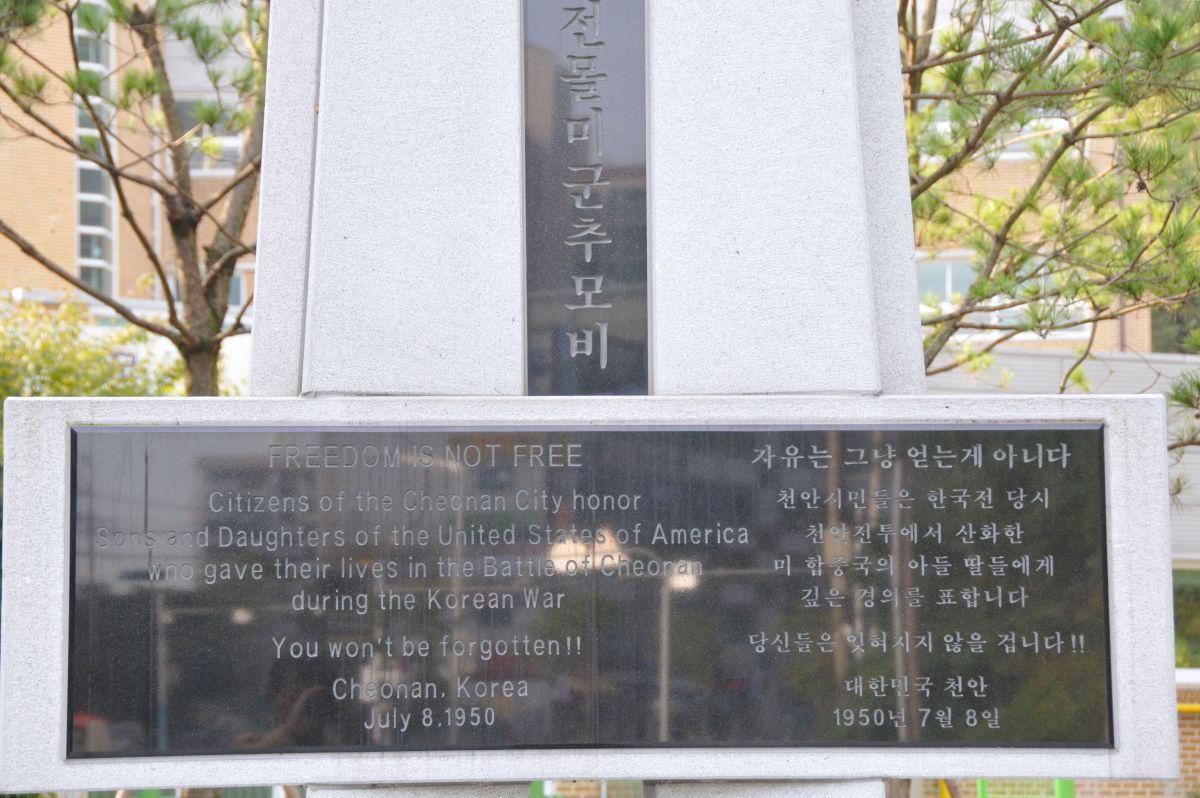 전몰미군추모비
FREEDOM IS NOT FREE
Citizens of the Cheonan City honor
Sons and Daughters of the United States of America
who gave their lives in the Battle of Cheonan
during the Korean War
You won't be forgotten!!
Cheonan, Korea
July 8,1950
자유는 그냥 얻는게 아니다
천안시민들은 한국전 당시
천안전투에서 산화한
미 합중국의 아들 딸들에게
깊은 경의를 표합니다
당신들은 잊혀지지 않을 겁니다!!
대한민국 천안
1950년 7월 8일